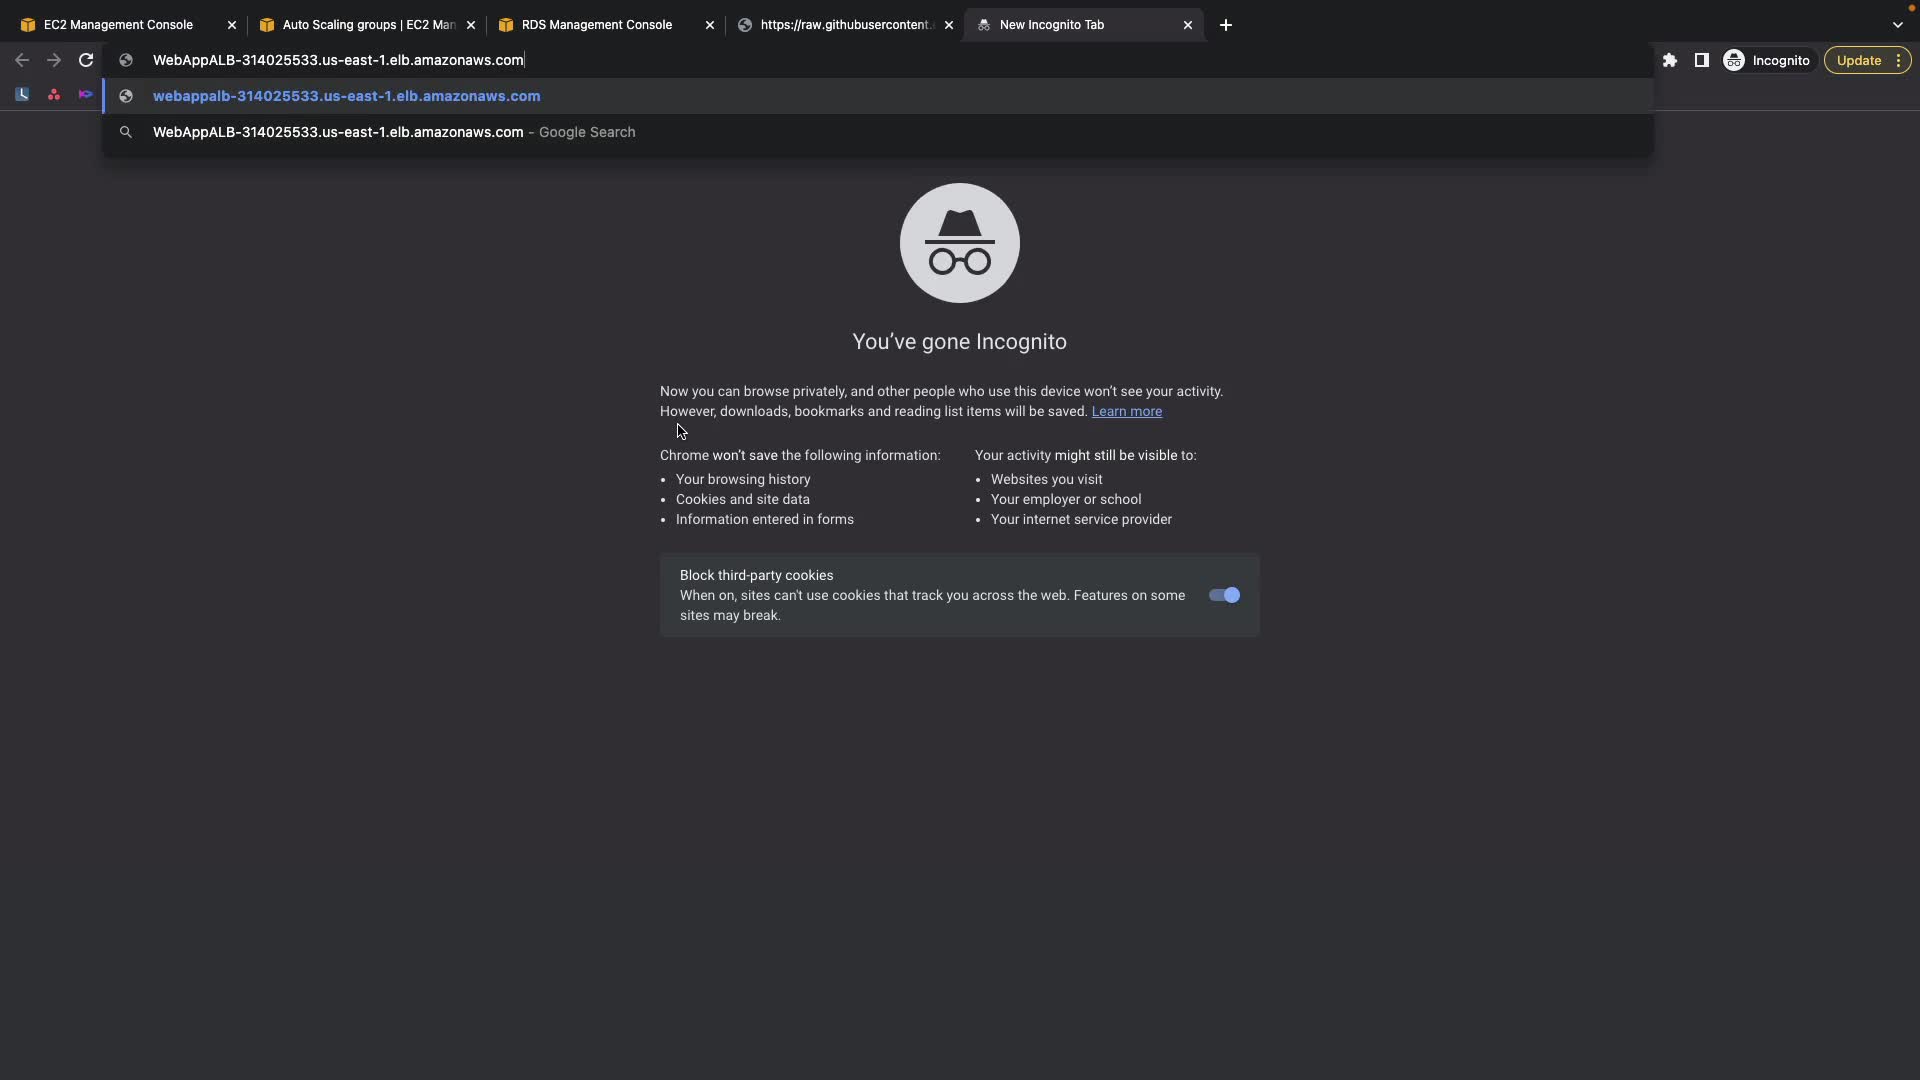 EC2 Management Console
Auto Scaling groups | EC2 Man
RDS Management Console
https://raw.githubusercontent.
New Incognito Tab
WebAppALB-314025533.us-east-1.elb.amazonaws.com
Incognito
Update
webappalb-314025533.us-east-1.elb.amazonaws.com
WebAppALB-314025533.us-east-1.elb.amazonaws.com - Google Search
You've gone Incognito
Now you can browse privately, and other people who use this device won't see your activity.
However, downloads, bookmarks and reading list items will be saved. Learn more
Chrome won't save the following information:
Your browsing history
Cookies and site data
Information entered in forms
Your activity might still be visible to:
Websites you visit
Your employer or school
Your internet service provider
Block third-party cookies
When on, sites can't use cookies that track you across the web. Features on some
sites may break.